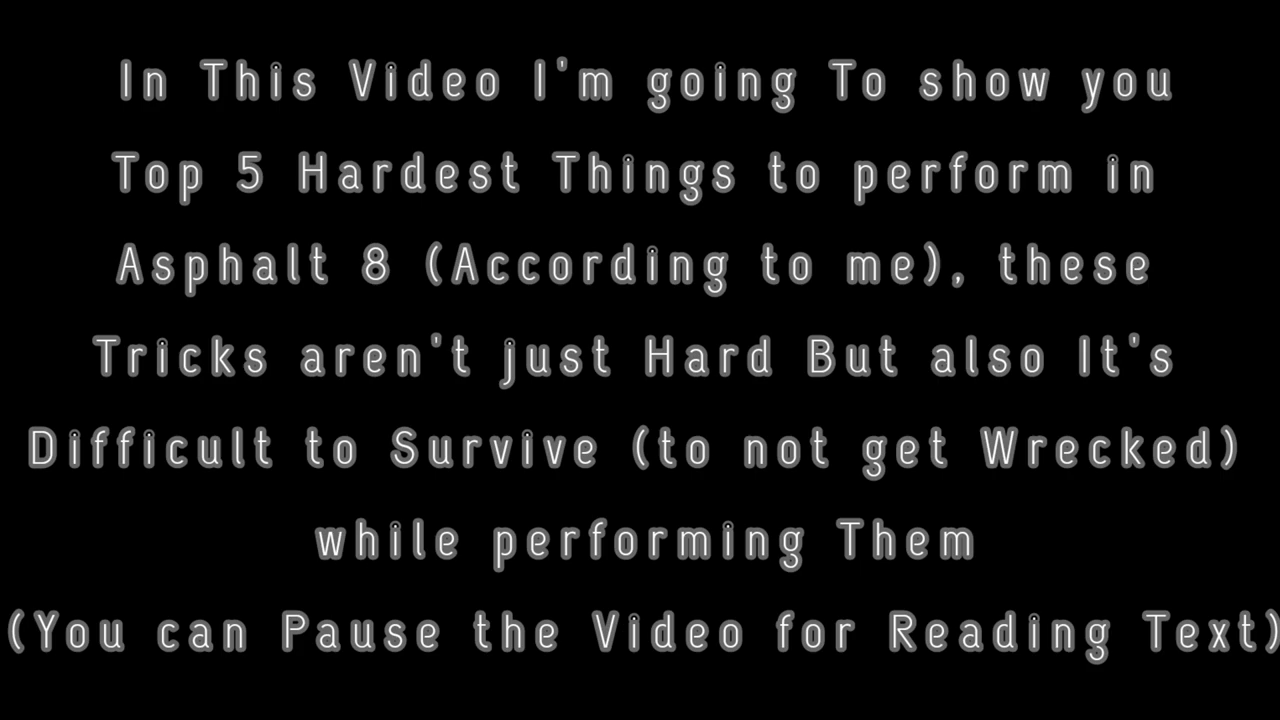 In This Video I'm going To show you
Top 5 Hardest Things to perform in
Asphalt 8 (According to me), these
Tricks aren't just Hard But also It's
Difficult to Survive (to not get Wrecked)
while performing Them
(You can Pause the Video for Reading Text)